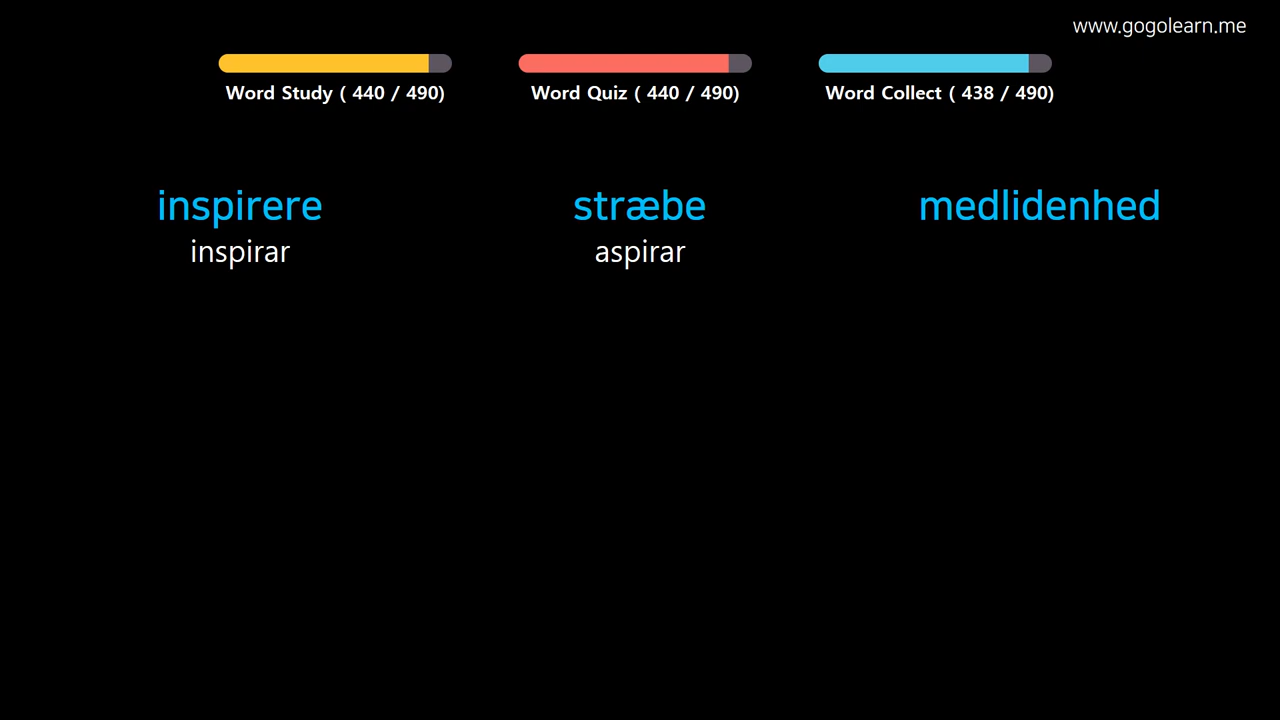 www.gogolearn.me
Word Study ( 440 / 490)
Word Quiz ( 440 / 490)
Word Collect ( 438 / 490)
inspirere
inspirar
stræbe
aspirar
medlidenhed